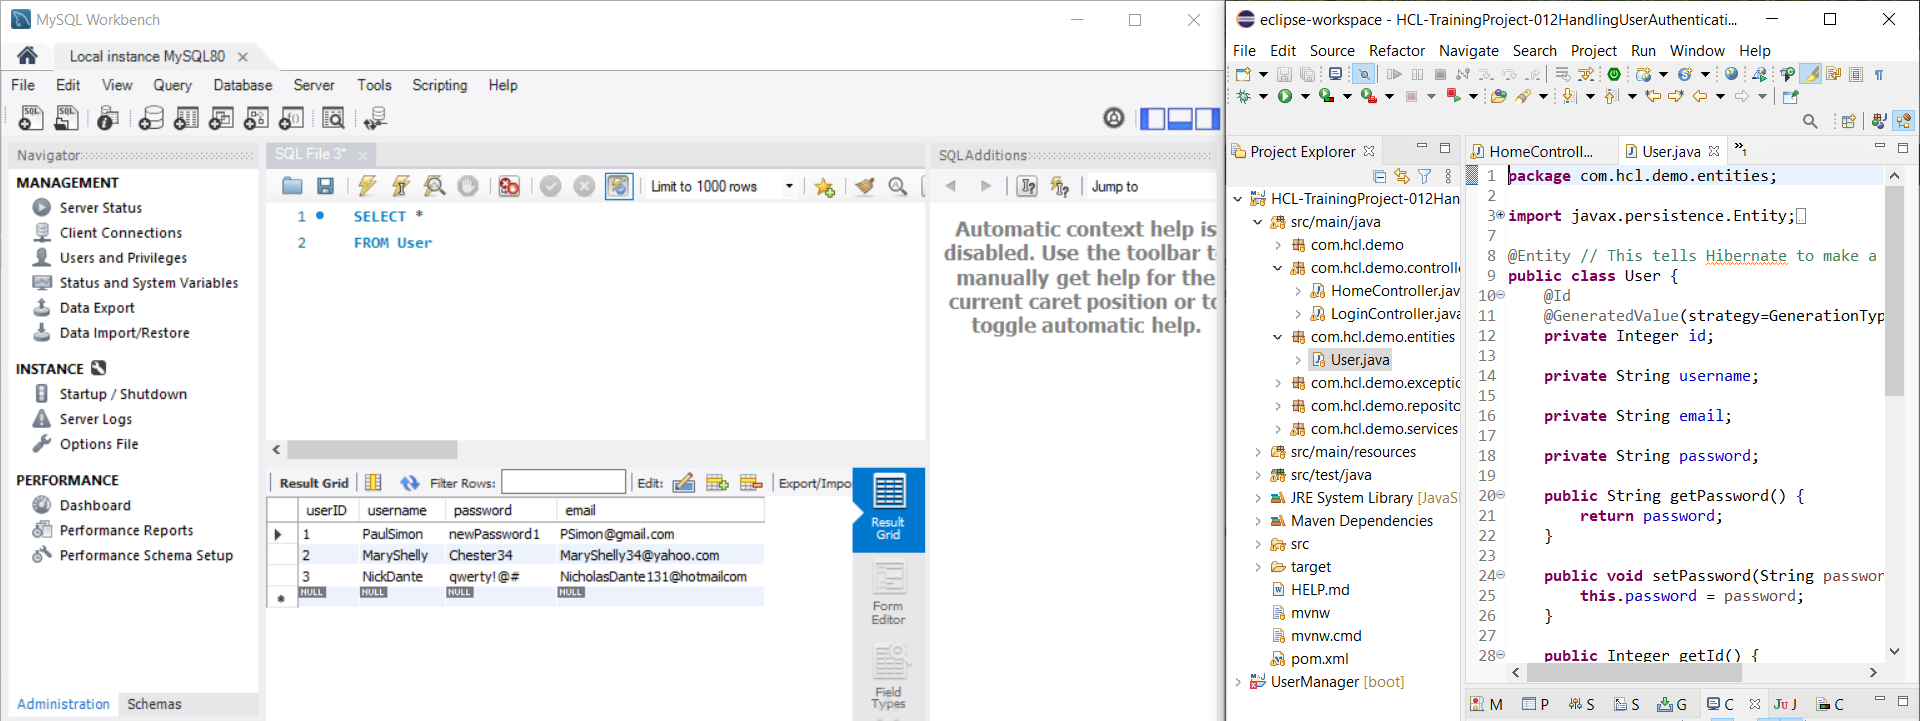 MySQL Workbench
Local instance MySQL80
File Edit View Query Database Server Tools Scripting Help
Navigator
MANAGEMENT
Server Status
Client Connections
Users and Privileges
Status and System Variables
Data Export
Data Import/Restore
INSTANCE
Startup / Shutdown
Server Logs
Options File
PERFORMANCE
Dashboard
Performance Reports
Performance Schema Setup
Administration Schemas
SQL File 3*
Limit to 1000 rows
1 SELECT *
2 FROM User
Result Grid Filter Rows: Edit: Export/Impo
userID username password email
1 PaulSimon newPassword1 PSimon@gmail.com
2 MaryShelly Chester34 MaryShelly34@yahoo.com
3 NickDante qwerty!@# NicholasDante131@hotmailcom
NULL NULL NULL NULL
Result
Grid
Form
Editor
Field
Types
SQLAdditions
Jump to
Automatic context help is
disabled. Use the toolbar t
manually get help for the
current caret position or to
toggle automatic help.
eclipse-workspace - HCL-TrainingProject-012HandlingUserAuthenticati...
File Edit Source Refactor Navigate Search Project Run Window Help
Project Explorer
HCL-TrainingProject-012Han
src/main/java
com.hcl.demo
com.hcl.demo.controlle
HomeController.jav
LoginController.java
com.hcl.demo.entities
User.java
com.hcl.demo.exceptio
com.hcl.demo.reposito
com.hcl.demo.services
src/main/resources
src/test/java
JRE System Library [JavaSE
Maven Dependencies
src
target
HELP.md
mvnw
mvnw.cmd
pom.xml
UserManager [boot]
HomeControll... User.java »1
1 package com.hcl.demo.entities;
2
3 import javax.persistence.Entity;
7
8 @Entity // This tells Hibernate to make a
9 public class User {
10 @Id
11 @GeneratedValue(strategy=GenerationTyp
12 private Integer id;
13
14 private String username;
15
16 private String email;
17
18 private String password;
19
20 public String getPassword() {
21 return password;
22 }
23
24 public void setPassword(String passwor
25 this.password = password;
26 }
27
28 public Integer getId() {
M P S S G C Ju J C